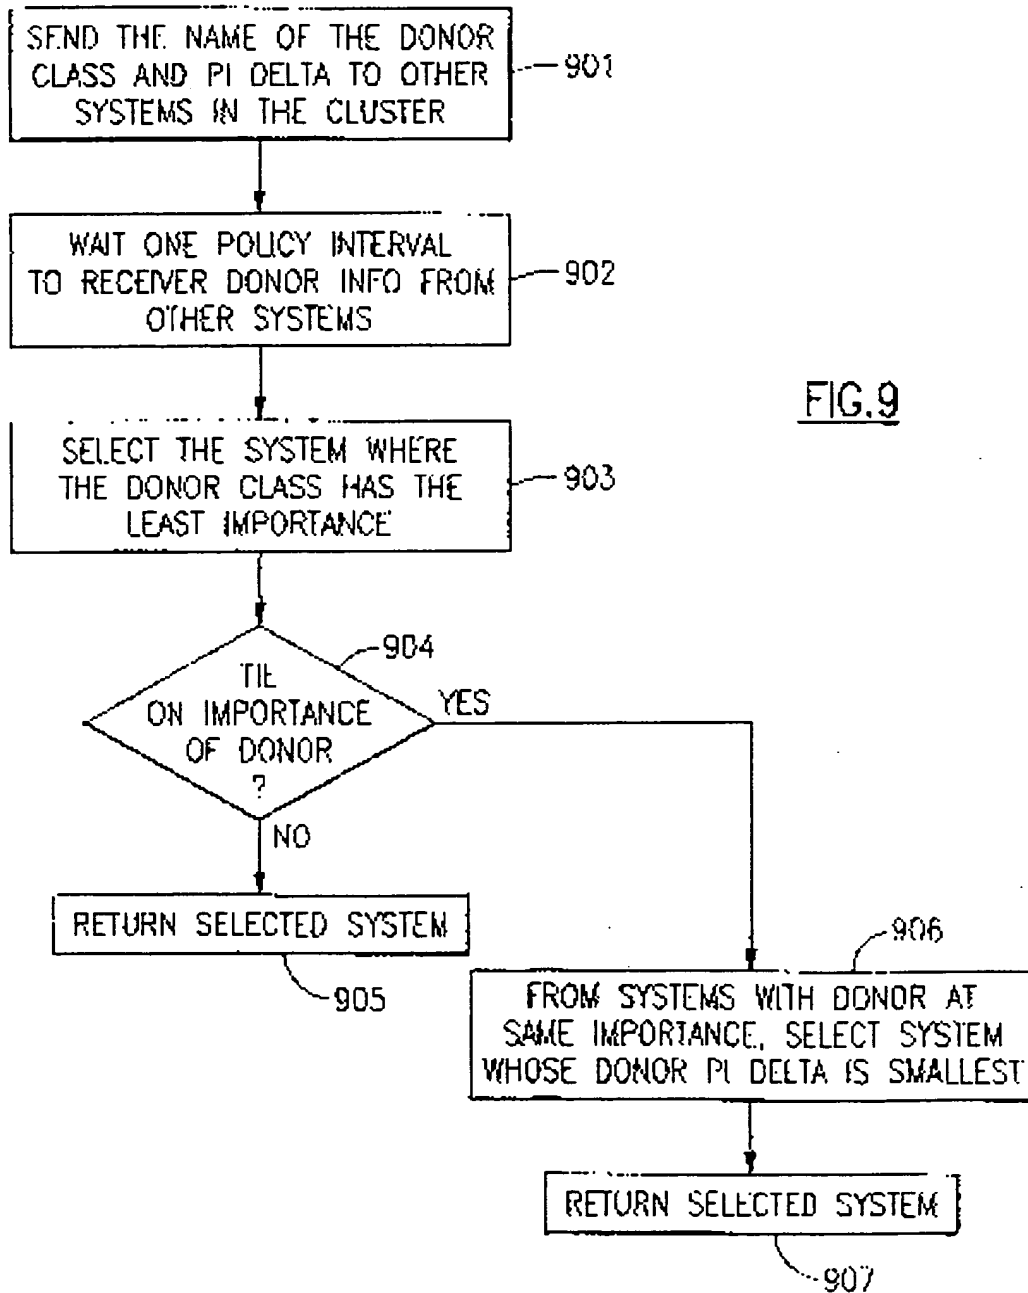 SEND THE NAME OF THE DONOR
CLASS AND PI DELTA TO OTHER
SYSTEMS IN THE CLUSTER
901
WAIT ONE POLICY INTERVAL
TO RECEIVER DONOR INFO FROM
OTHER SYSTEMS
902
FIG.9
SELECT THE SYSTEM WHERE
THE DONOR CLASS HAS THE
LEAST IMPORTANCE
903
904
TIE
ON IMPORTANCE
OF DONOR
?
YES
NO
RETURN SELECTED SYSTEM
905
906
FROM SYSTEMS WITH DONOR AT
SAME IMPORTANCE, SELECT SYSTEM
WHOSE DONOR PI DELTA IS SMALLEST
RETURN SELECTED SYSTEM
907